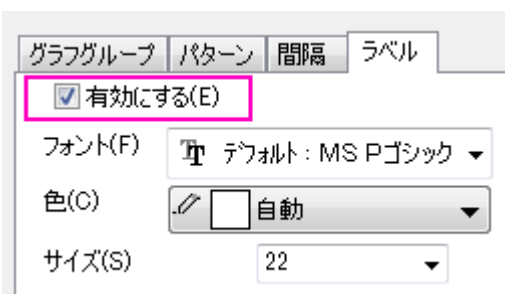 グラフグループ パターン 間隔 ラベル
有効にする(E)
フォント(F) デフォルト : MS Pゴシック
色(C) 自動
サイズ(S) 22